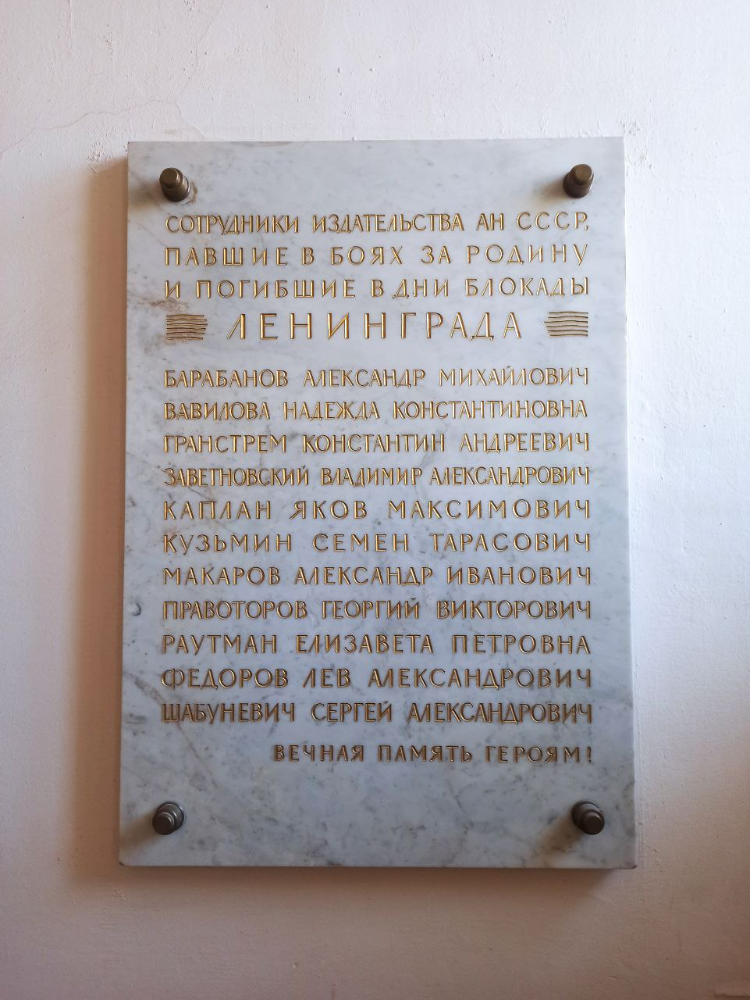 СОТРУДНИКИ ИЗДАТЕЛЬСТВА АН СССР,
ПАВШИЕ В БОЯХ ЗА РОДИНУ
И ПОГИБШИЕ В ДНИ БЛОКАДЫ
ЛЕНИНГРАДА
БАРАБАНОВ АЛЕКСАНДР МИХАЙЛОВИЧ
ВАВИЛОВА НАДЕЖДА КОНСТАНТИНОВНА
ГРАНСТРЕМ КОНСТАНТИН АНДРЕЕВИЧ
ЗАВЕТНОВСКИЙ ВЛАДИМИР АЛЕКСАНДРОВИЧ
КАПЛАН ЯКОВ МАКСИМОВИЧ
КУЗЬМИН СЕМЕН ТАРАСОВИЧ
МАКАРОВ АЛЕКСАНДР ИВАНОВИЧ
ПРАВОТОРОВ ГЕОРГИЙ ВИКТОРОВИЧ
РАУТМАН ЕЛИЗАВЕТА ПЕТРОВНА
ФЕДОРОВ ЛЕВ АЛЕКСАНДРОВИЧ
ШАБУНЕВИЧ СЕРГЕЙ АЛЕКСАНДРОВИЧ
ВЕЧНАЯ ПАМЯТЬ ГЕРОЯМ!